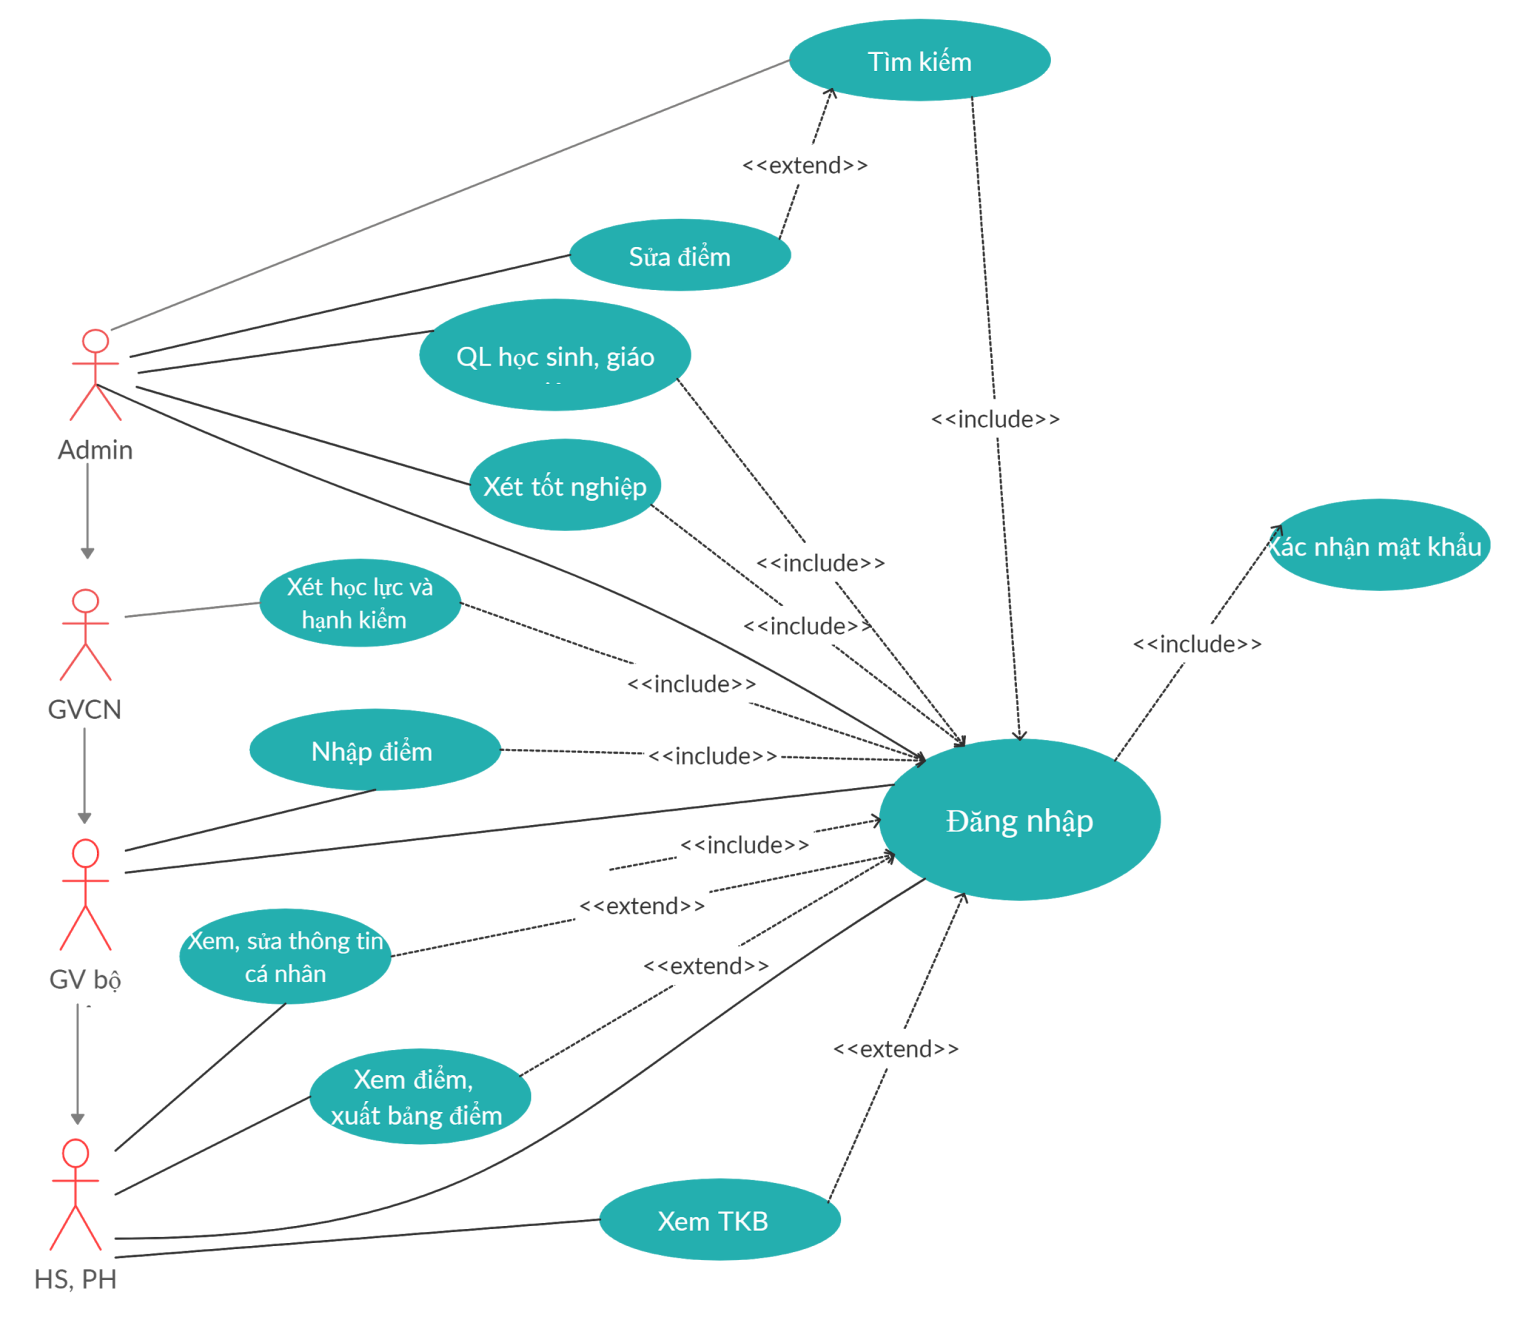 Tìm kiếm
<<extend>>
Sửa điểm
QL học sinh, giáo
Admin
<<include>>
Xét tốt nghiệp
Xác nhận mật khẩu
<<include>>
Xét học lực và
hạnh kiểm
<<include>>
<<include>>
<<include>>
GVCN
Nhập điểm
<<include>>
Đăng nhập
<<include>>
<<extend>>
Xem, sửa thông tin
cá nhân
GV bộ
<<extend>>
<<extend>>
Xem điểm,
xuất bảng điểm
Xem TKB
HS, PH